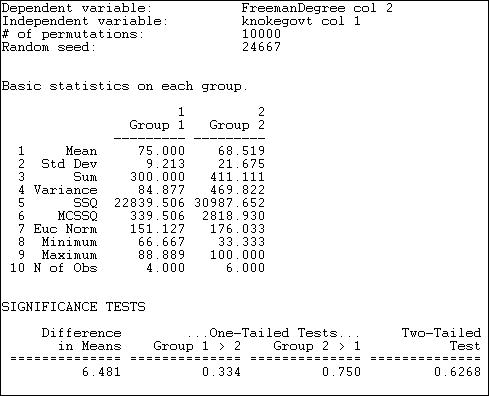 Dependent variable: FreemanDegree col 2
Independent variable: knokegovt col 1
# of permutations: 10000
Random seed: 24667
Basic statistics on each group.
1 2
Group 1 Group 2
--------- ---------
1 Mean 75.000 68.519
2 Std Dev 9.213 21.675
3 Sum 300.000 411.111
4 Variance 84.877 469.822
5 SSQ 22839.506 30987.652
6 MCSSQ 339.506 2818.930
7 Euc Norm 151.127 176.033
8 Minimum 66.667 33.333
9 Maximum 88.889 100.000
10 N of Obs 4.000 6.000
SIGNIFICANCE TESTS
Difference ...One-Tailed Tests... Two-Tailed
in Means Group 1 > 2 Group 2 > 1 Test
============== ============== ============== ==============
6.481 0.334 0.750 0.6268